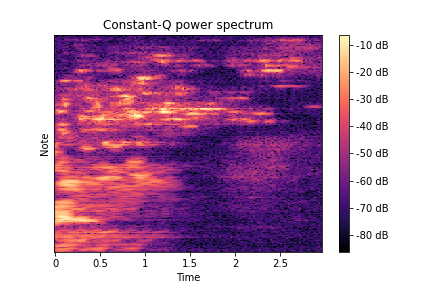 Constant-Q power spectrum
-10 dB
-20 dB
-30 dB
-40 dB
-50 dB
-60 dB
-70 dB
-80 dB
Note
0
0.5
1
1.5
2
2.5
Time